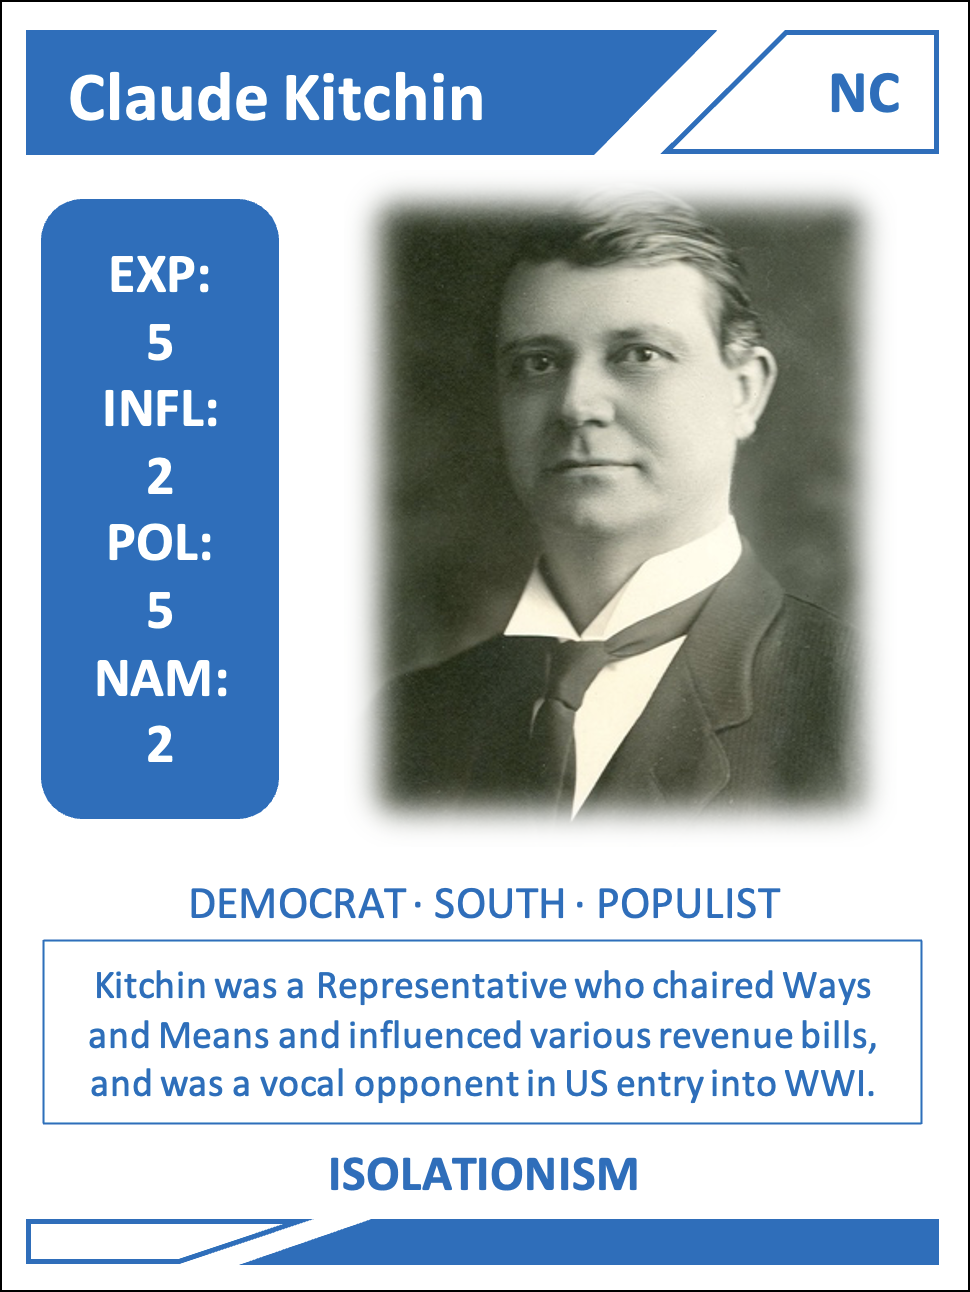 Claude Kitchin
NC
EXP:
5
INFL:
2
POL:
5
NAM:
2
DEMOCRAT · SOUTH · POPULIST
Kitchin was a Representative who chaired Ways
and Means and influenced various revenue bills,
and was a vocal opponent in US entry into WWI.
ISOLATIONISM